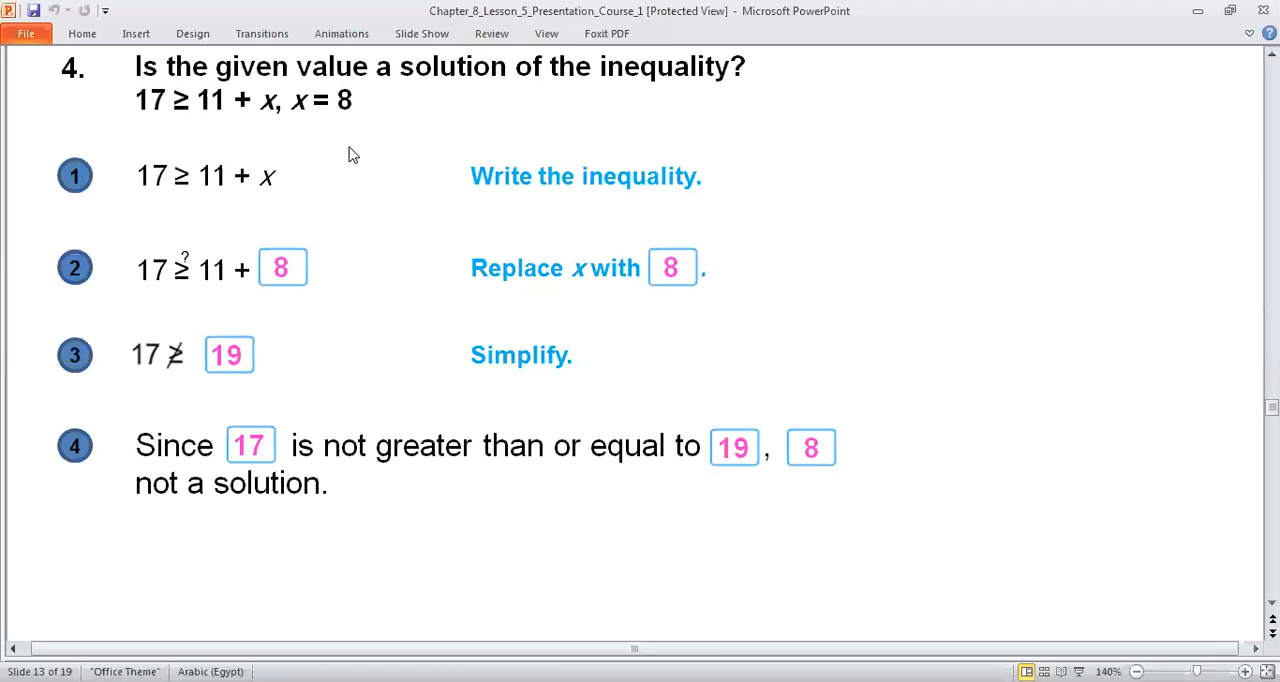 Chapter_8_Lesson_5_Presentation_Course_1 [Protected View] - Microsoft PowerPoint
File Home Insert Design Transitions Animations Slide Show Review View Foxit PDF
4. Is the given value a solution of the inequality?
17 ≥ 11 + x, x = 8
1 17 ≥ 11 + x Write the inequality.
2 17 ≥? 11 + 8 Replace x with 8 .
3 17 ≱ 19 Simplify.
4 Since 17 is not greater than or equal to 19 , 8
not a solution.
Slide 13 of 19 "Office Theme" Arabic (Egypt) 140%